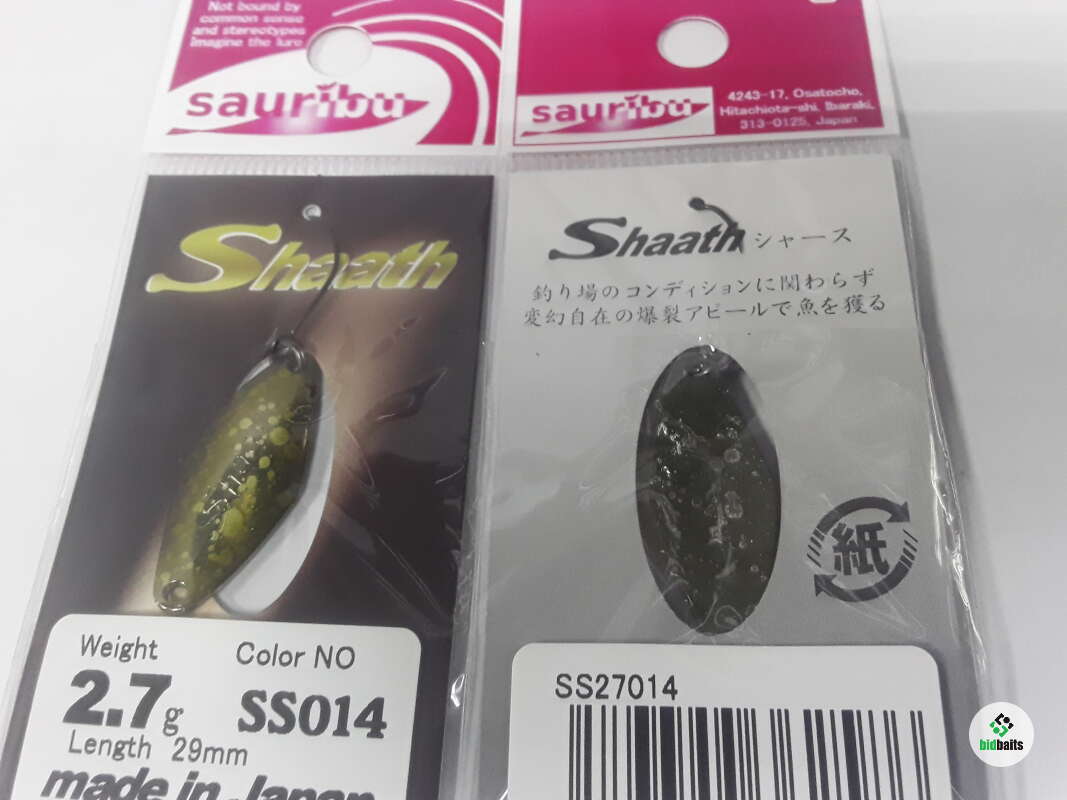 Not bound by
common sense
and stereotypes
Imagine the lure
sauribu
Shaath
Weight
2.7g
Color NO
SS014
Length 29mm
made in Japan
sauribu
4243-17, Osatocho,
Hitachiota-shi, Ibaraki,
313-0125, Japan
Shaath シャース
釣り場のコンディションに関わらず
変幻自在の爆裂アピールで魚を獲る
紙
SS27014
bidbaits